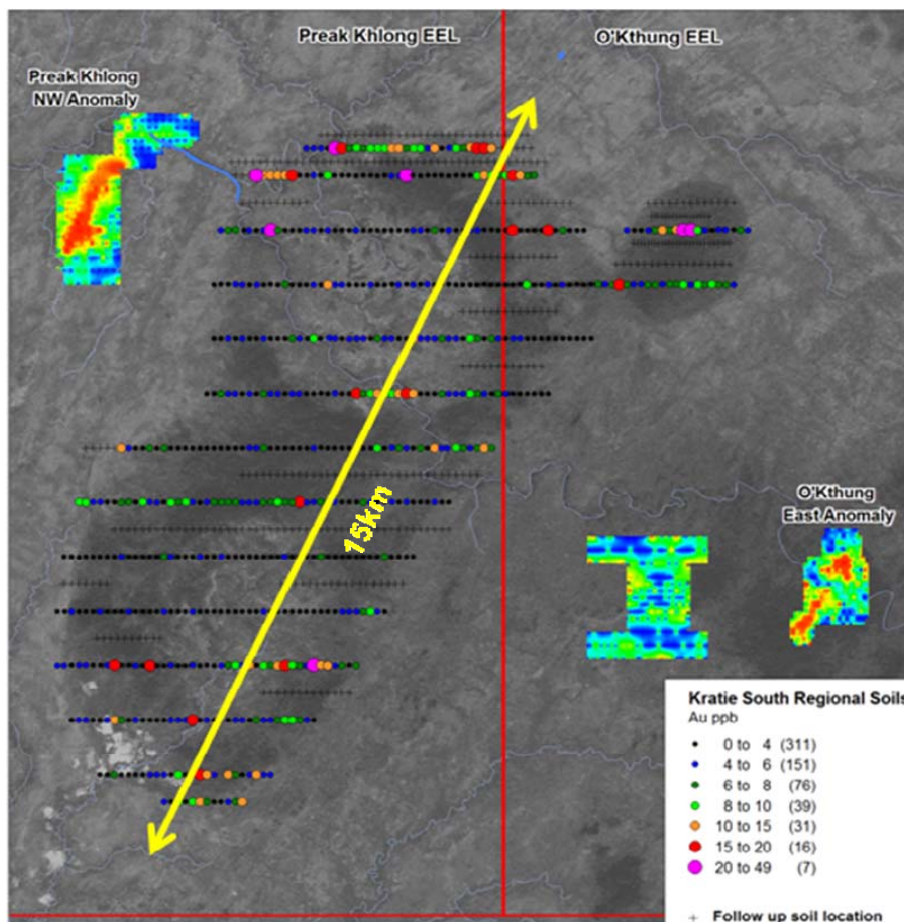 Preak Khlong EEL
O'Kthung EEL
Preak Khlong
NW Anomaly
15km
O'Kthung
East Anomaly
Kratie South Regional Soils
Au ppb
0 to 4 (311)
4 to 6 (151)
6 to 8 (76)
8 to 10 (39)
10 to 15 (31)
15 to 20 (16)
20 to 49 (7)
+ Follow up soil location